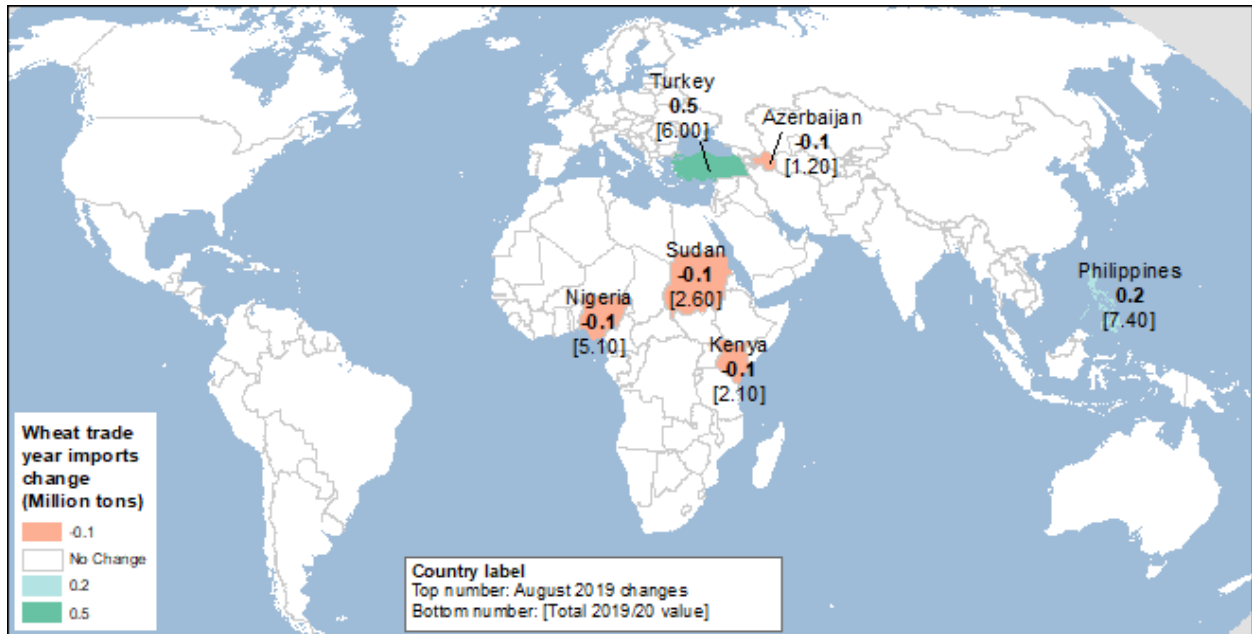 Turkey
0.5
[6.00]
Azerbaijan
-0.1
[1.20]
Sudan
-0.1
[2.60]
Philippines
0.2
[7.40]
Nigeria
-0.1
[5.10]
Kenya
-0.1
[2.10]
Wheat trade
year imports
change
(Million tons)
-0.1
No Change
0.2
0.5
Country label
Top number: August 2019 changes
Bottom number: [Total 2019/20 value]